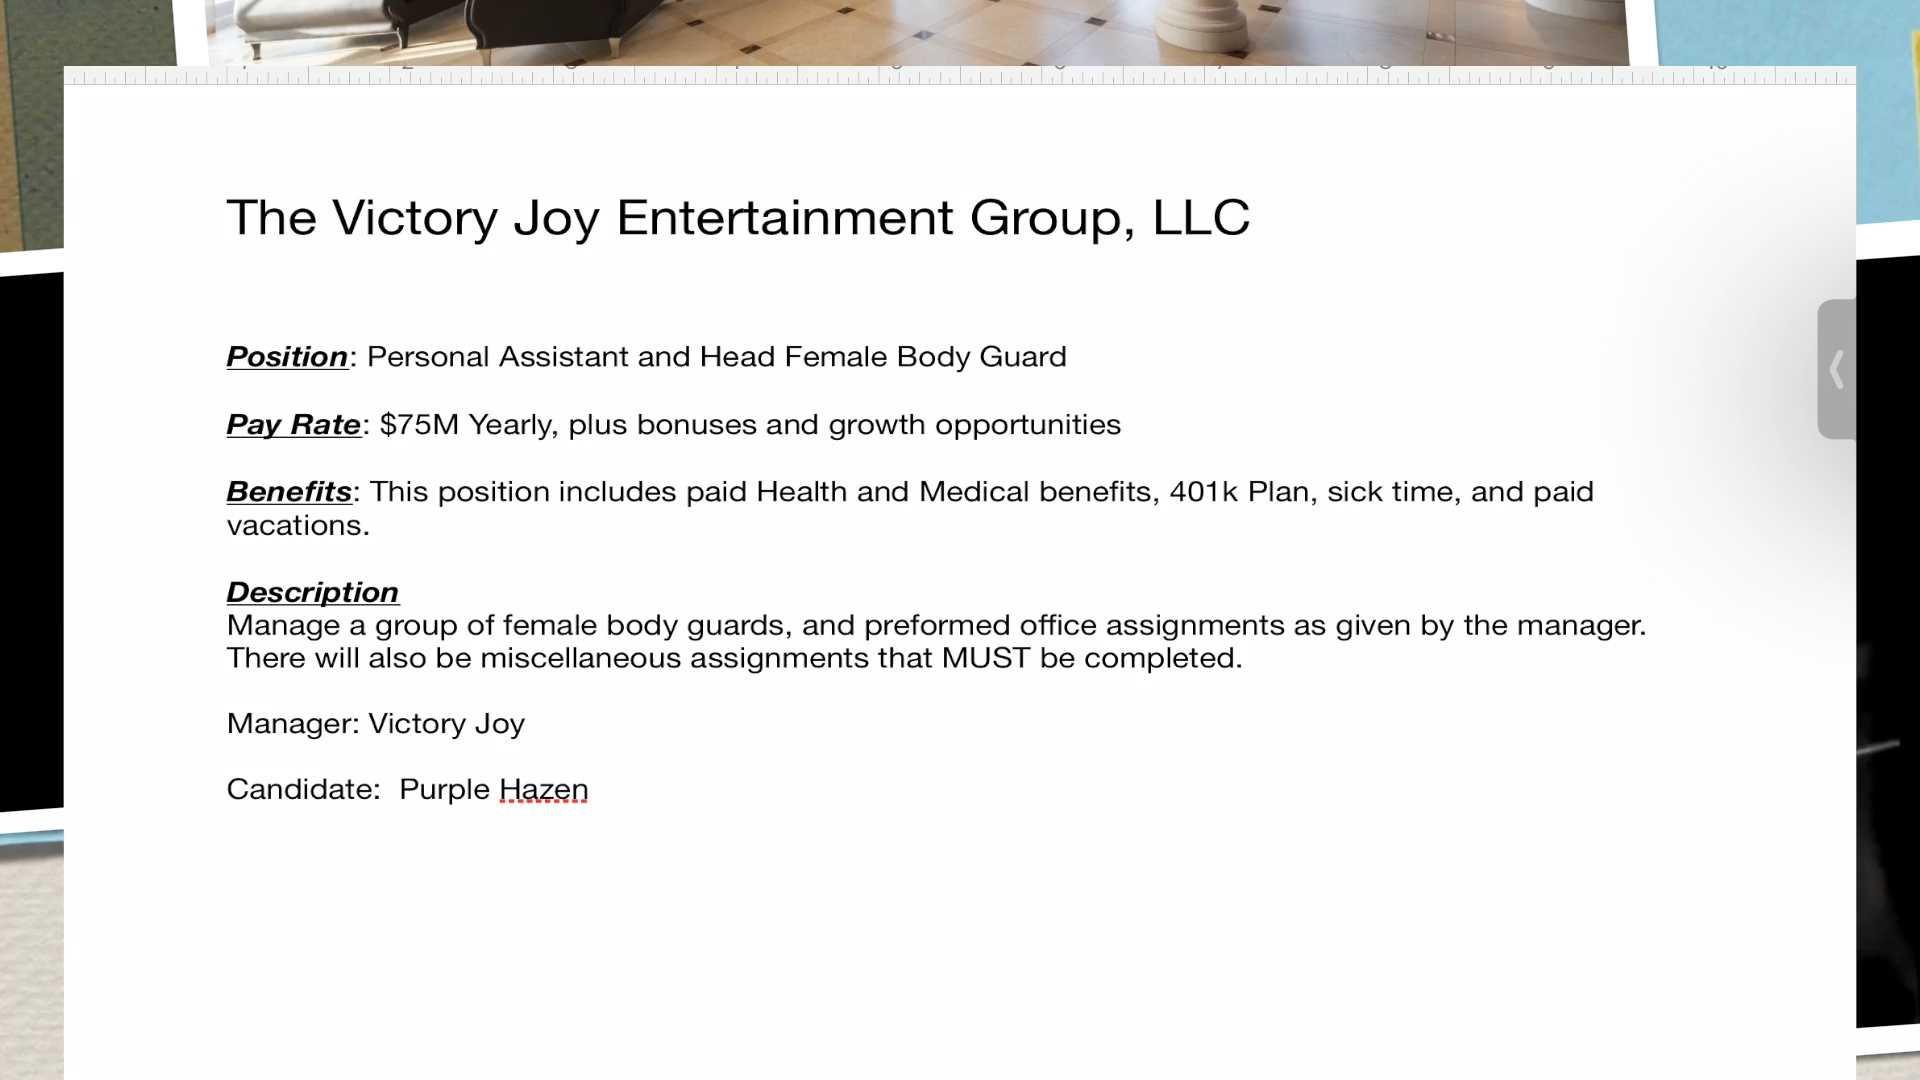 The Victory Joy Entertainment Group, LLC
Position: Personal Assistant and Head Female Body Guard
Pay Rate: $75M Yearly, plus bonuses and growth opportunities
Benefits: This position includes paid Health and Medical benefits, 401k Plan, sick time, and paid
vacations.
Description
Manage a group of female body guards, and preformed office assignments as given by the manager.
There will also be miscellaneous assignments that MUST be completed.
Manager: Victory Joy
Candidate: Purple Hazen